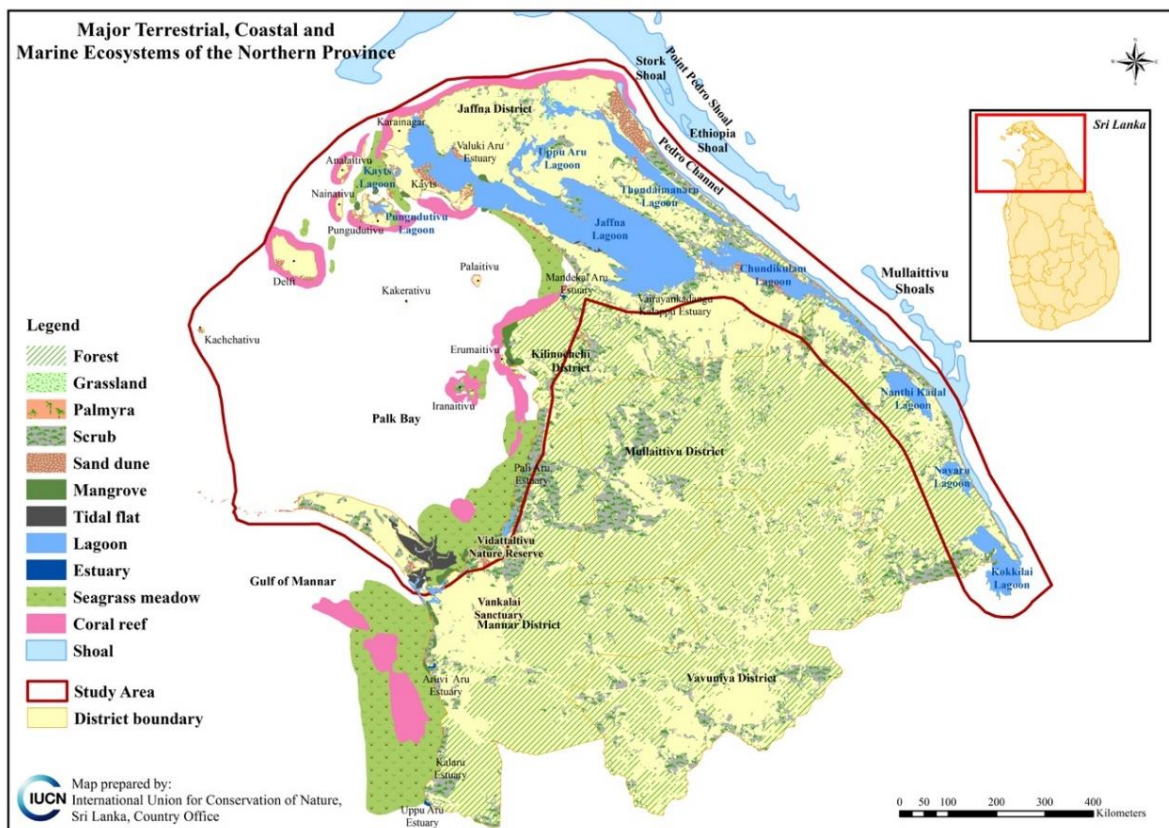 Major Terrestrial, Coastal and
Marine Ecosystems of the Northern Province
Stork
Shoal
Point Pedro Shoal
Ethiopia
Shoal
Pedro Channel
N
Sri Lanka
Jaffna District
Karainagar
Valuki Aru
Estuary
Uppu Aru
Lagoon
Analaitivu
Kayts
Lagoon
Kayts
Nainativu
Thondaimanaru
Lagoon
Pungudutivu
Pungudutivu
Lagoon
Jaffna
Lagoon
Delft
Palaitivu
Mandekal Aru
Estuary
Chundikulam
Lagoon
Mullaittivu
Shoals
Kakerativu
Vairayankadangu
Kalappu Estuary
Kachchativu
Erumaitivu
Kilinochchi
District
Iranaitivu
Nanthi Kadal
Lagoon
Palk Bay
Mullaittivu District
Pali Aru
Estuary
Nayaru
Lagoon
Vidattaltivu
Nature Reserve
Kokkilai
Lagoon
Gulf of Mannar
Vankalai
Sanctuary
Mannar District
Aruvi Aru
Estuary
Vavuniya District
Kalaru
Estuary
Uppu Aru
Estuary
Legend
Forest
Grassland
Palmyra
Scrub
Sand dune
Mangrove
Tidal flat
Lagoon
Estuary
Seagrass meadow
Coral reef
Shoal
Study Area
District boundary
IUCN
Map prepared by:
International Union for Conservation of Nature,
Sri Lanka, Country Office
0 50 100 200 300 400
Kilometers